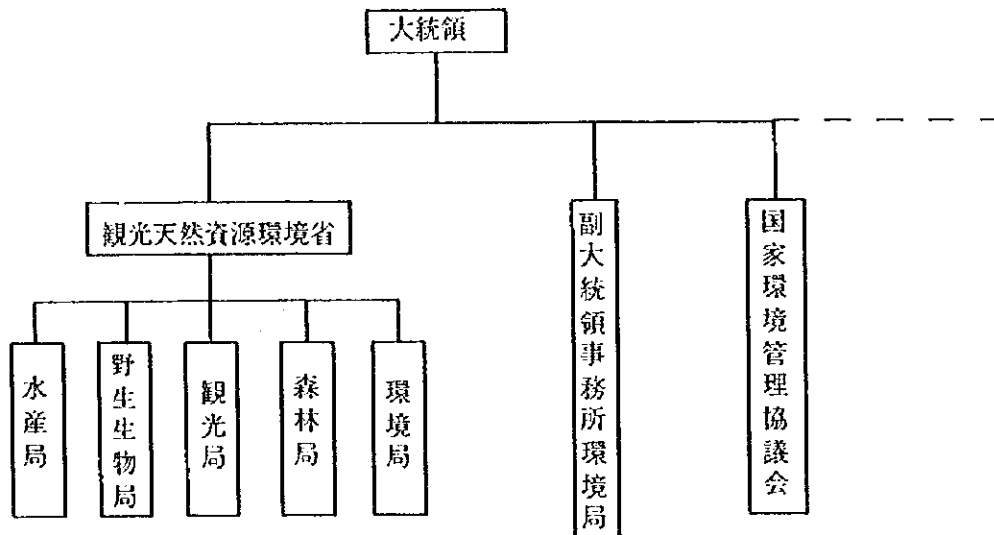 大統領
観光天然資源環境省
副大統領事務所環境局
国家環境管理協議会
水産局
野生生物局
観光局
森林局
環境局